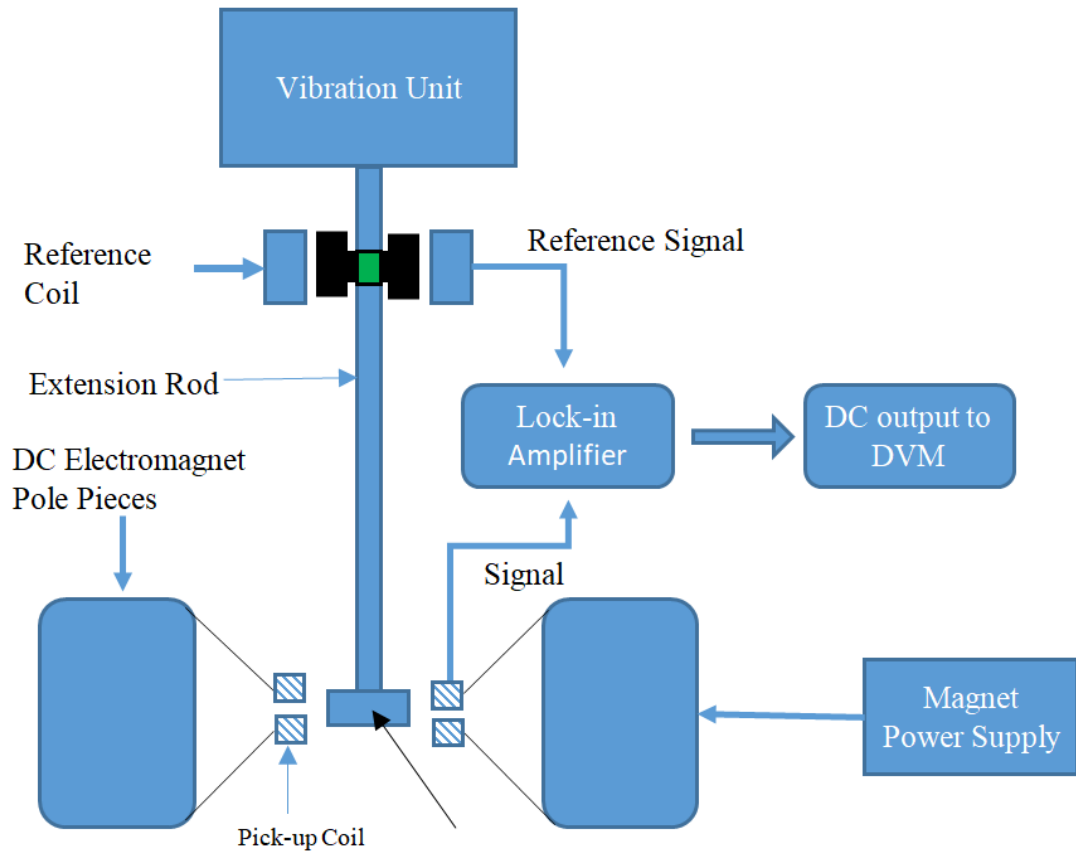 Vibration Unit
Reference
Coil
Reference Signal
Extension Rod
Lock-in
Amplifier
DC output to
DVM
DC Electromagnet
Pole Pieces
Signal
Magnet
Power Supply
Pick-up Coil